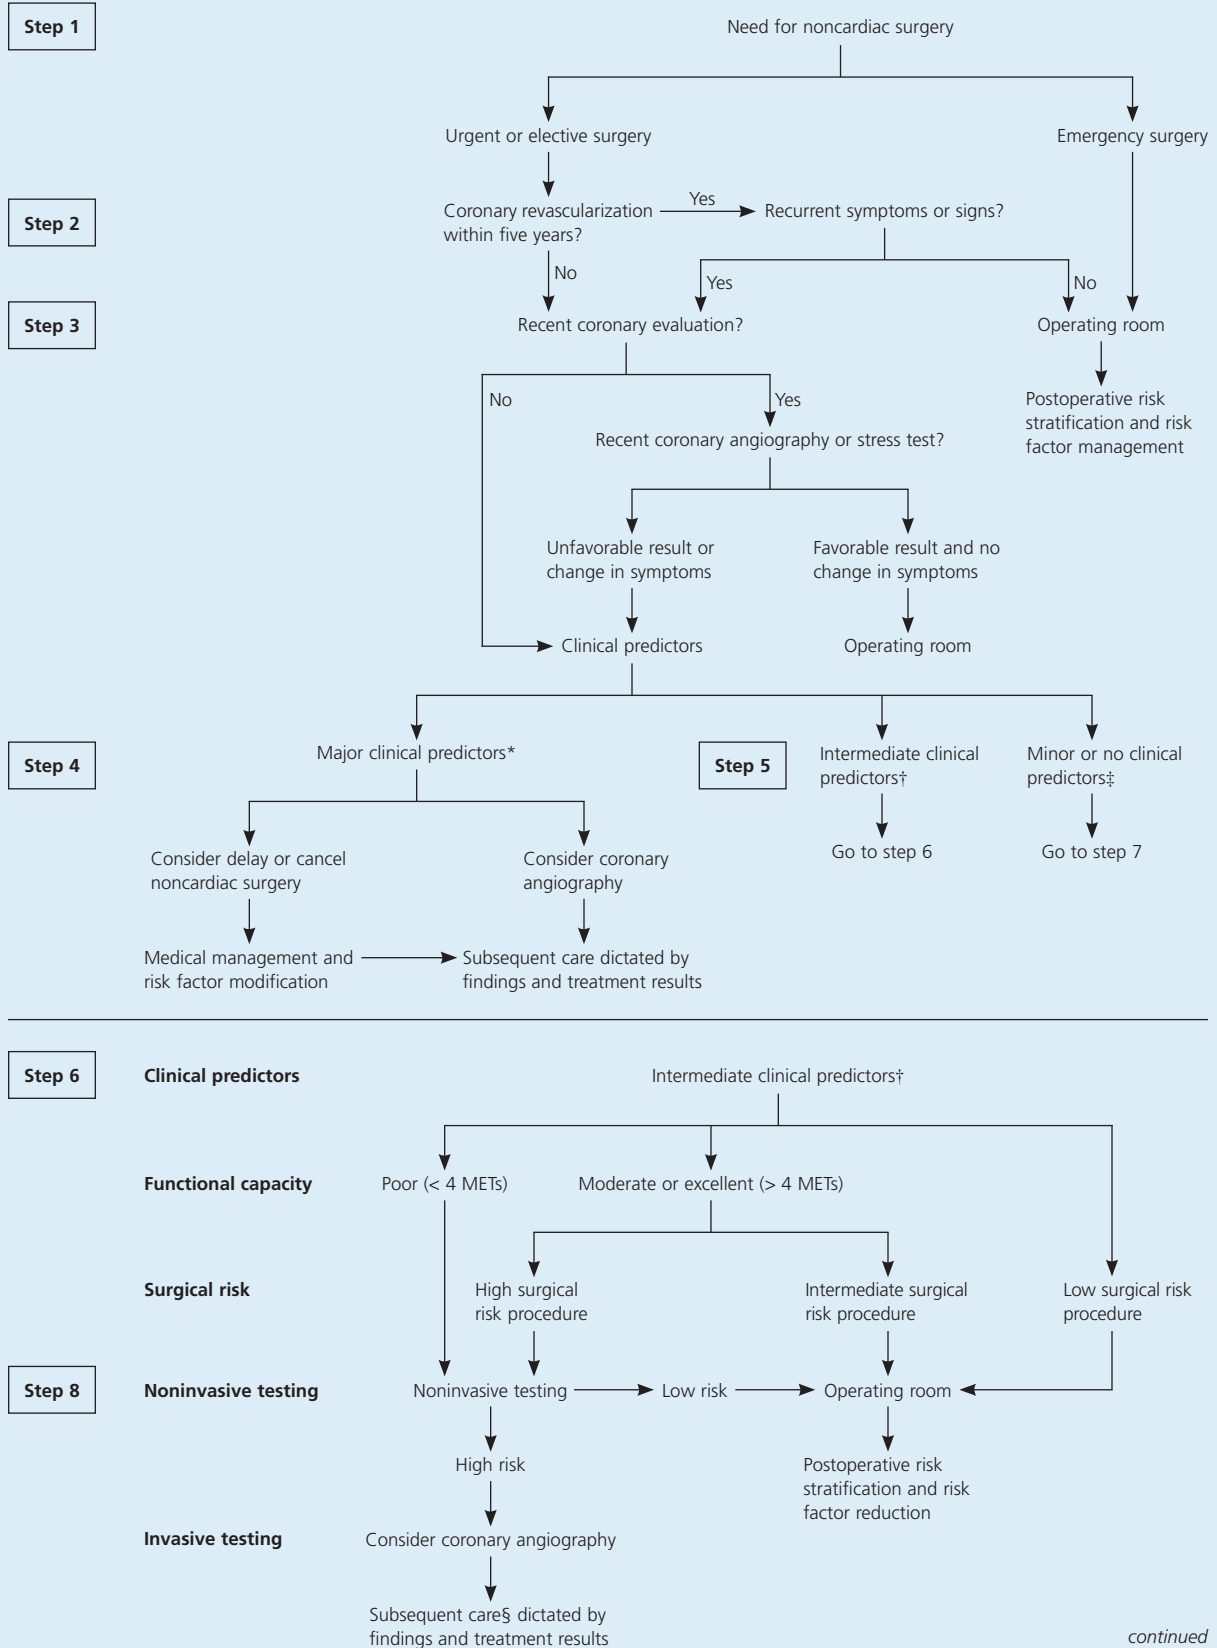 Step 1
Need for noncardiac surgery
Urgent or elective surgery
Emergency surgery
Step 2
Coronary revascularization
within five years?
Yes
Recurrent symptoms or signs?
No
Yes
No
Step 3
Recent coronary evaluation?
Operating room
No
Yes
Postoperative risk
stratification and risk
factor management
Recent coronary angiography or stress test?
Unfavorable result or
change in symptoms
Favorable result and no
change in symptoms
Clinical predictors
Operating room
Step 4
Major clinical predictors*
Step 5
Intermediate clinical
predictors†
Minor or no clinical
predictors‡
Consider delay or cancel
noncardiac surgery
Consider coronary
angiography
Go to step 6
Go to step 7
Medical management and
risk factor modification
Subsequent care dictated by
findings and treatment results
Step 6
Clinical predictors
Intermediate clinical predictors†
Functional capacity
Poor (< 4 METs)
Moderate or excellent (> 4 METs)
Surgical risk
High surgical
risk procedure
Intermediate surgical
risk procedure
Low surgical risk
procedure
Step 8
Noninvasive testing
Noninvasive testing
Low risk
Operating room
High risk
Postoperative risk
stratification and risk
factor reduction
Invasive testing
Consider coronary angiography
Subsequent care§ dictated by
findings and treatment results
continued